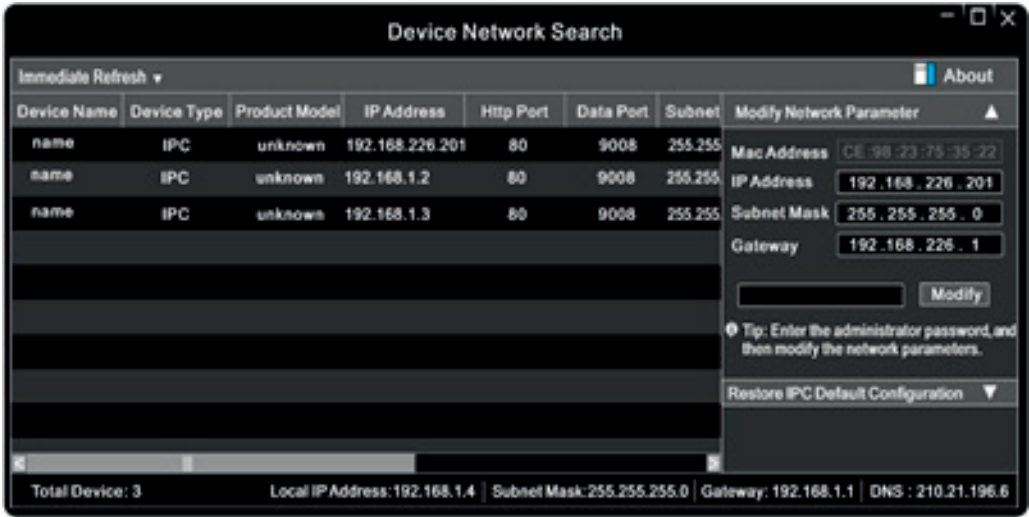 Device Network Search
Immediate Refresh ▾ About
Device Name Device Type Product Model IP Address Http Port Data Port Subnet
name IPC unknown 192.168.226.201 80 9008 255.255
name IPC unknown 192.168.1.2 80 9008 255.255.
name IPC unknown 192.168.1.3 80 9008 255.255.
Modify Network Parameter ▲
Mac Address CE:98:23:75:35:22
IP Address 192.168.226.201
Subnet Mask 255.255.255.0
Gateway 192.168.226.1
Modify
Tip: Enter the administrator password,and
then modify the network parameters.
Restore IPC Default Configuration ▼
Total Device: 3 Local IP Address:192.168.1.4 Subnet Mask:255.255.255.0 Gateway: 192.168.1.1 DNS : 210.21.196.6